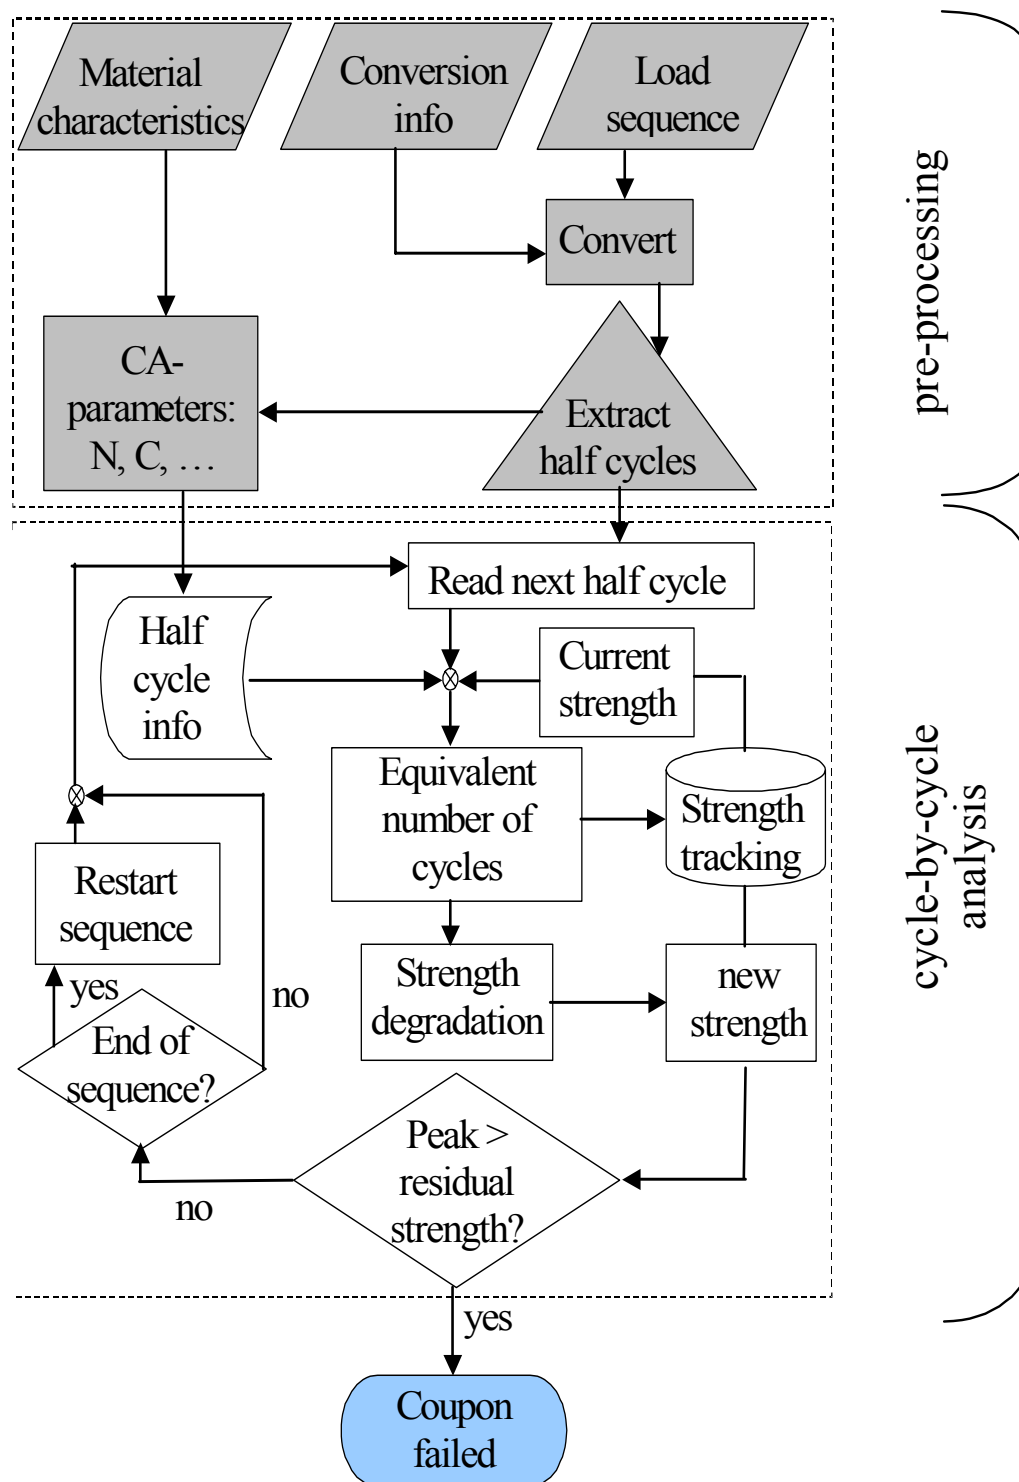 Material
characteristics
Conversion
info
Load
sequence
Convert
CA-
parameters:
N, C, …
Extract
half cycles
pre-processing
Read next half cycle
Half
cycle
info
Current
strength
Equivalent
number of
cycles
Strength
tracking
Restart
sequence
yes
no
Strength
degradation
new
strength
End of
sequence?
Peak >
residual
strength?
no
yes
cycle-by-cycle
analysis
Coupon
failed